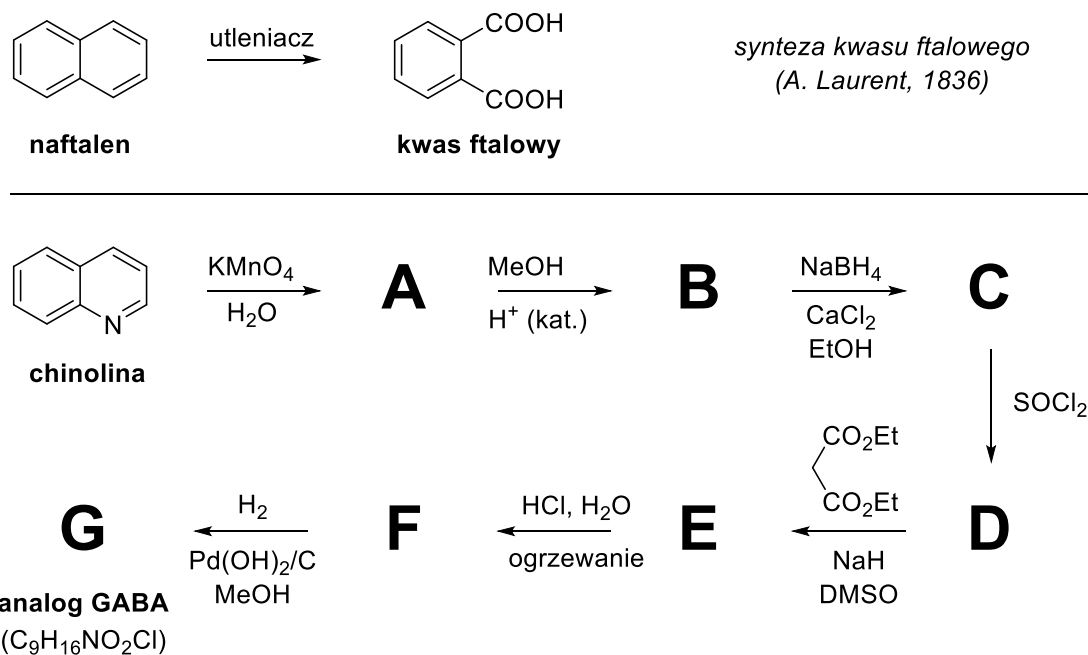 utleniacz
COOH
COOH
synteza kwasu ftalowego
(A. Laurent, 1836)
naftalen
kwas ftalowy
N
chinolina
KMnO₄
H₂O
A
MeOH
H⁺ (kat.)
B
NaBH₄
CaCl₂
EtOH
C
SOCl₂
D
CO₂Et
CO₂Et
NaH
DMSO
E
HCl, H₂O
ogrzewanie
F
H₂
Pd(OH)₂/C
MeOH
G
analog GABA
(C₉H₁₆NO₂Cl)